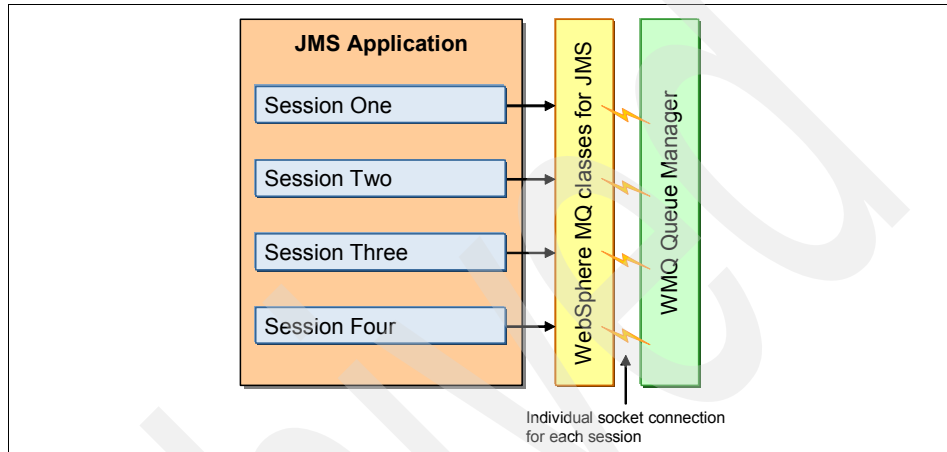 JMS Application
Session One
Session Two
Session Three
Session Four
WebSphere MQ classes for JMS
WMQ Queue Manager
Individual socket connection
for each session